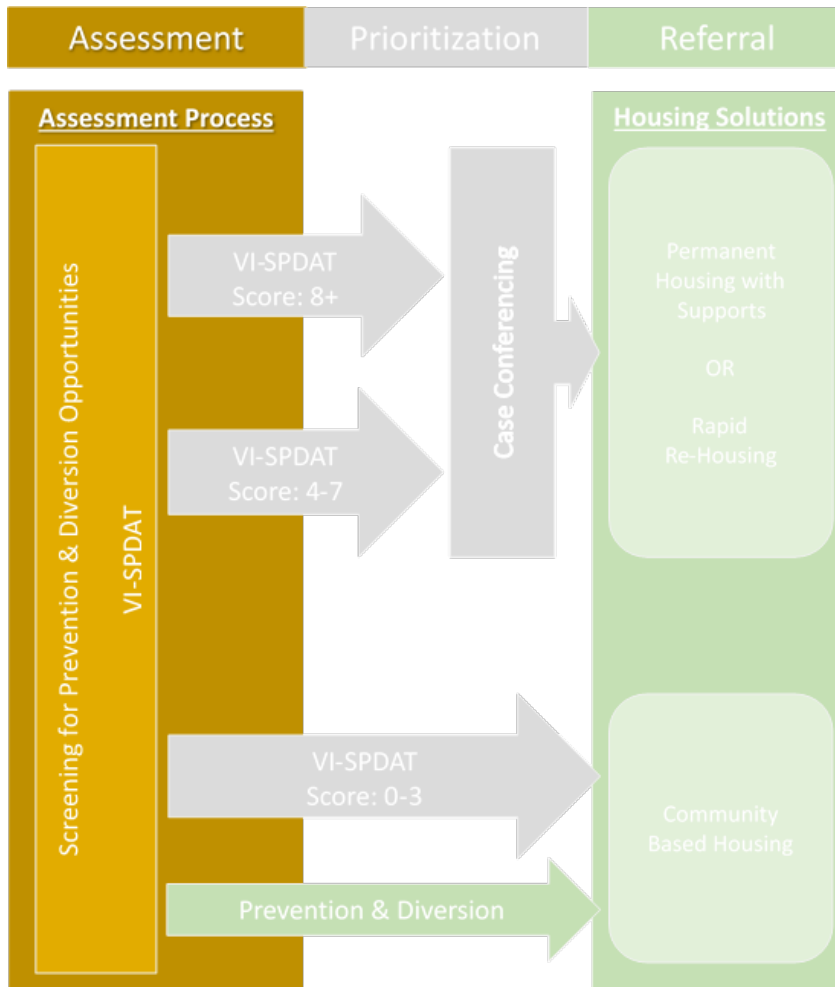 Assessment
Prioritization
Referral
Assessment Process
Screening for Prevention & Diversion Opportunities
VI-SPDAT
VI-SPDAT
Score: 8+
VI-SPDAT
Score: 4-7
Case Conferencing
VI-SPDAT
Score: 0-3
Prevention & Diversion
Housing Solutions
Permanent
Housing with
Supports
OR
Rapid
Re-Housing
Community
Based Housing